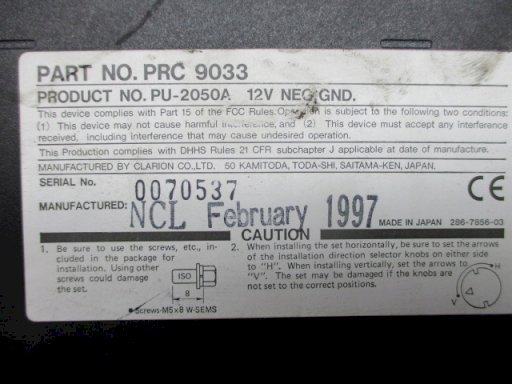 PART NO. PRC 9033
PRODUCT NO. PU-2050A 12V NEG GND.
This device complies with Part 15 of the FCC Rules. Operation is subject to the following two conditions:
(1) This device may not cause harmful interference, and (2) This device must accept any interference
received, including interference that may cause undesired operation.
This Production complies with DHHS Rules 21 CFR subchapter J applicable at date of manufacture.
MANUFACTURED BY CLARION CO., LTD. 50 KAMITODA, TODA-SHI, SAITAMA-KEN, JAPAN.
SERIAL No. 0070537
MANUFACTURED: NCL February 1997 MADE IN JAPAN 286-7856-03
CE
CAUTION
1. Be sure to use the screws, etc., in-
cluded in the package for
installation. Using other
screws could damage
the set.
ISO
8
● Screws-M5x8 W-SEMS
2. When installing the set horizontally, be sure to set the arrows
of the installation direction selector knobs on either side
to "H". When installing vertically, set the arrows to
"V". The set may be damaged if the knobs are
not set to the correct positions.
H
V